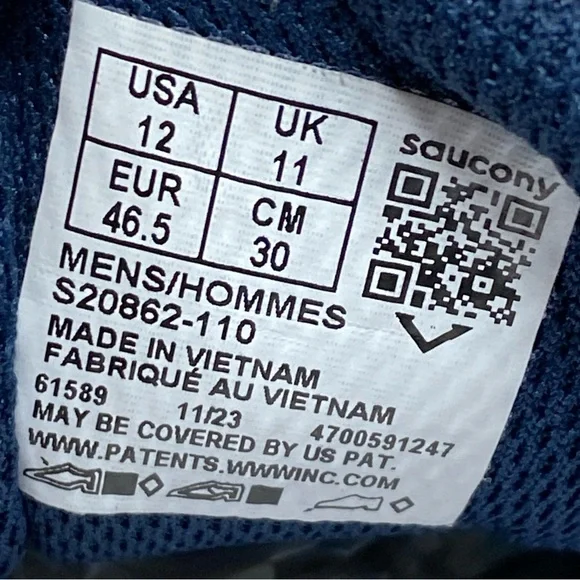 USA UK
12 11
EUR CM
46.5 30
saucony
MENS/HOMMES
S20862-110
MADE IN VIETNAM
FABRIQUÉ AU VIETNAM
61589 11/23 4700591247
MAY BE COVERED BY US PAT.
WWW.PATENTS.WWWINC.COM